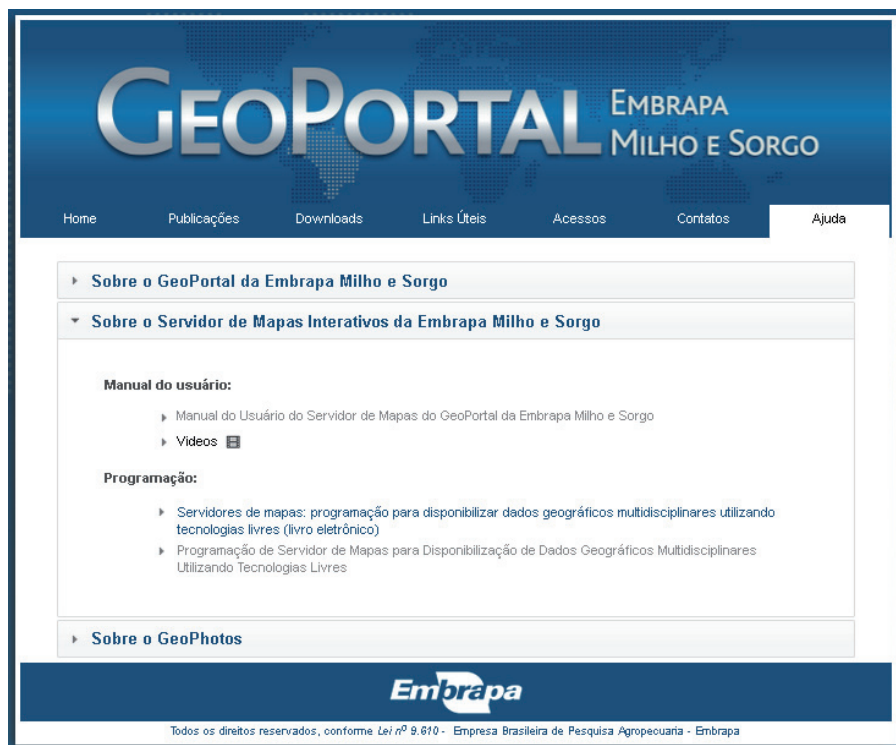 GEOPORTAL EMBRAPA
MILHO E SORGO
Home Publicações Downloads Links Úteis Acessos Contatos Ajuda
Sobre o GeoPortal da Embrapa Milho e Sorgo
Sobre o Servidor de Mapas Interativos da Embrapa Milho e Sorgo
Manual do usuário:
Manual do Usuário do Servidor de Mapas do GeoPortal da Embrapa Milho e Sorgo
Videos
Programação:
Servidores de mapas: programação para disponibilizar dados geográficos multidisciplinares utilizando
tecnologias livres (livro eletrônico)
Programação de Servidor de Mapas para Disponibilização de Dados Geográficos Multidisciplinares
Utilizando Tecnologias Livres
Sobre o GeoPhotos
Embrapa
Todos os direitos reservados, conforme Lei nº 9.610 - Empresa Brasileira de Pesquisa Agropecuaria - Embrapa